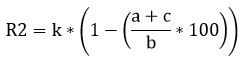 R2 = k * (1 − ((a + c)/b * 100))